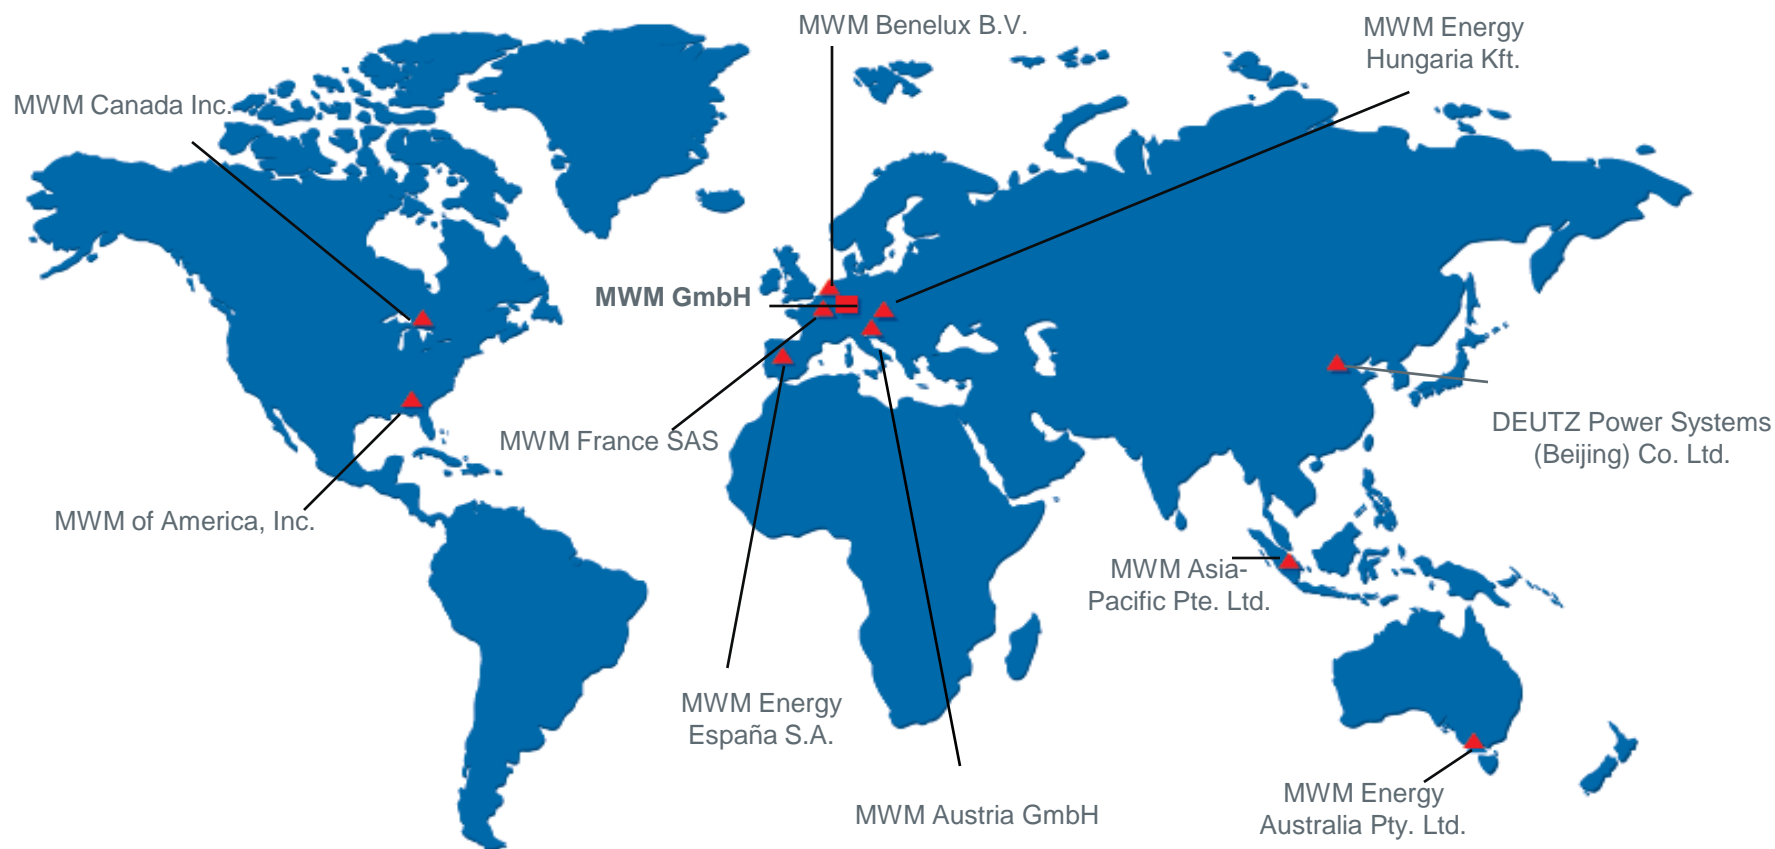 MWM Benelux B.V.
MWM Energy
Hungaria Kft.
MWM Canada Inc.
MWM GmbH
MWM France SAS
DEUTZ Power Systems
(Beijing) Co. Ltd.
MWM of America, Inc.
MWM Asia-
Pacific Pte. Ltd.
MWM Energy
España S.A.
MWM Austria GmbH
MWM Energy
Australia Pty. Ltd.